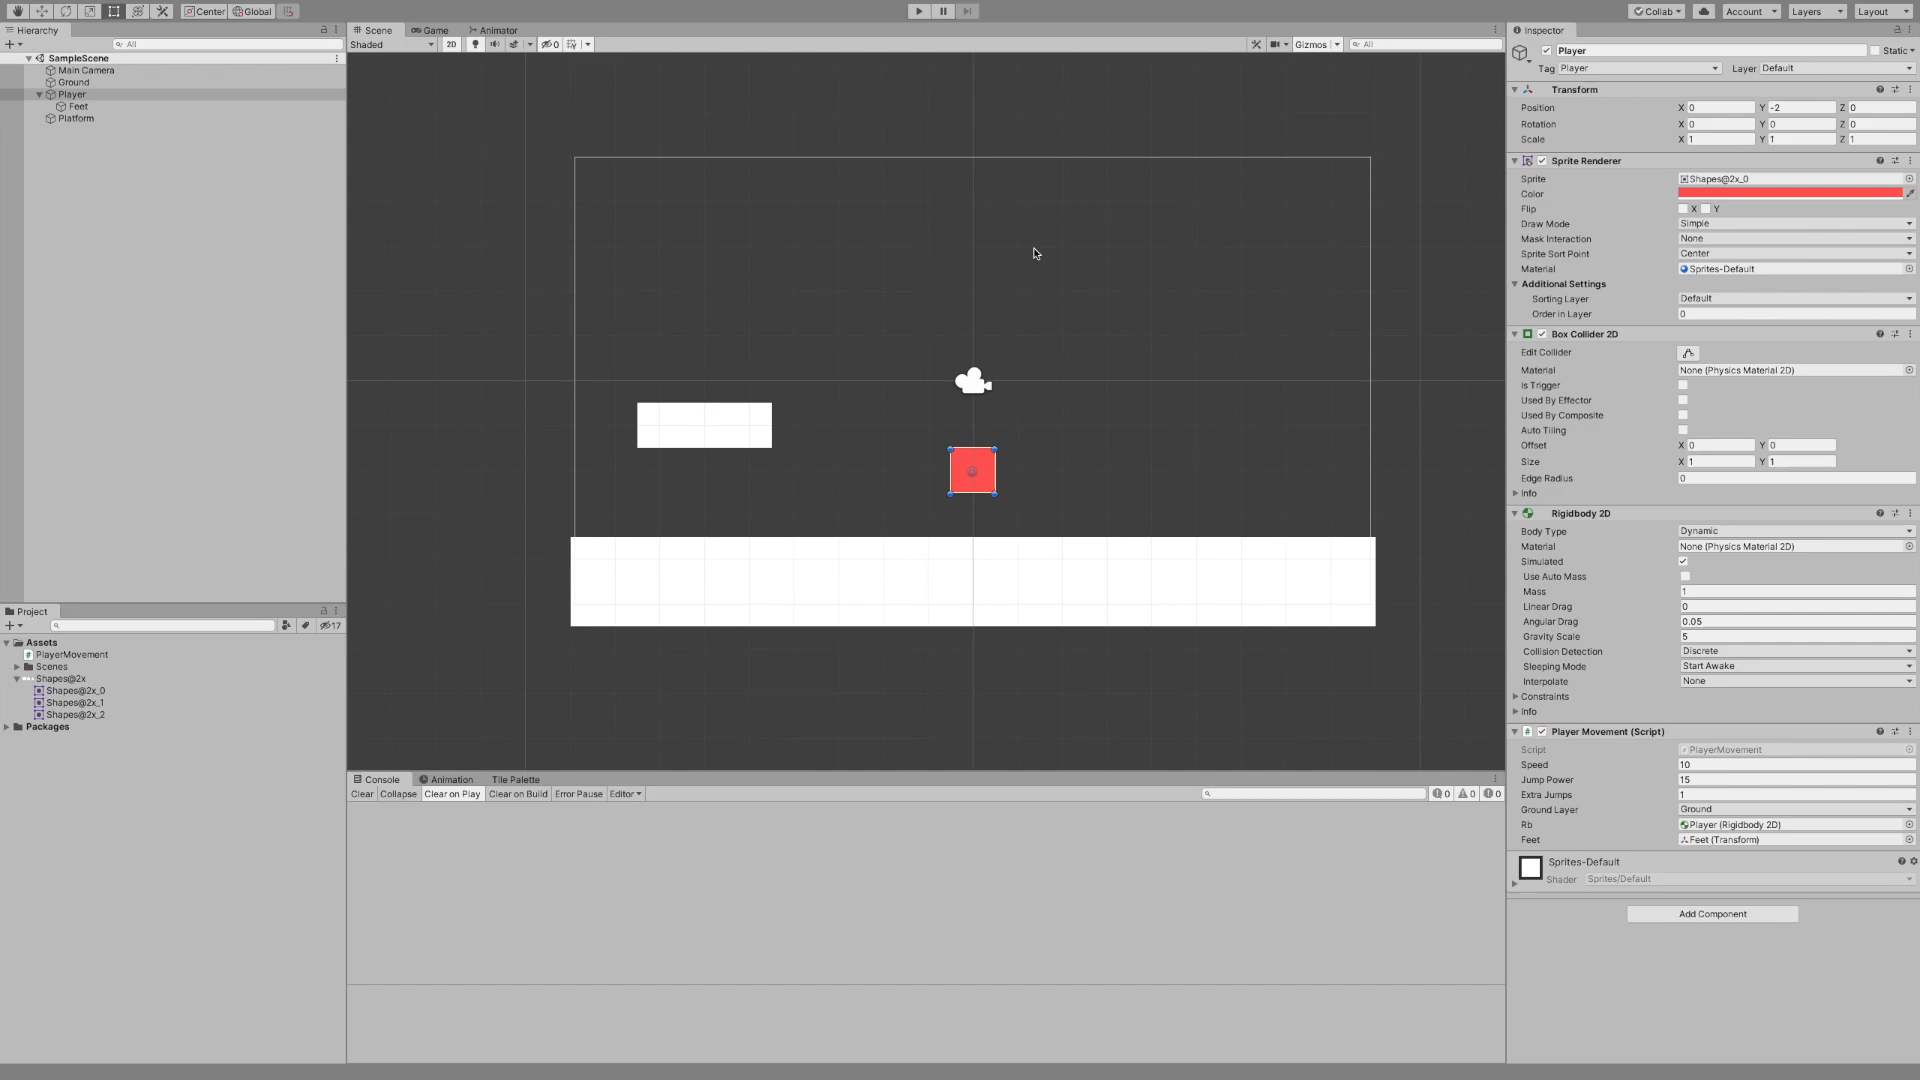 Center
Global
Collab
Account
Layers
Layout
Hierarchy
All
SampleScene
Main Camera
Ground
Player
Feet
Platform
Scene
Game
Animator
Shaded
2D
0
Gizmos
All
Inspector
Player
Static
Tag Player
Layer Default
Transform
Position X 0 Y -2 Z 0
Rotation X 0 Y 0 Z 0
Scale X 1 Y 1 Z 1
Sprite Renderer
Sprite Shapes@2x_0
Color
Flip X Y
Draw Mode Simple
Mask Interaction None
Sprite Sort Point Center
Material Sprites-Default
Additional Settings
Sorting Layer Default
Order in Layer 0
Box Collider 2D
Edit Collider
Material None (Physics Material 2D)
Is Trigger
Used By Effector
Used By Composite
Auto Tiling
Offset X 0 Y 0
Size X 1 Y 1
Edge Radius 0
Info
Rigidbody 2D
Body Type Dynamic
Material None (Physics Material 2D)
Simulated
Use Auto Mass
Mass 1
Linear Drag 0
Angular Drag 0.05
Gravity Scale 5
Collision Detection Discrete
Sleeping Mode Start Awake
Interpolate None
Constraints
Info
Player Movement (Script)
Script # PlayerMovement
Speed 10
Jump Power 15
Extra Jumps 1
Ground Layer Ground
Rb Player (Rigidbody 2D)
Feet Feet (Transform)
Sprites-Default
Shader Sprites/Default
Add Component
Project
17
Assets
# PlayerMovement
Scenes
Shapes@2x
Shapes@2x_0
Shapes@2x_1
Shapes@2x_2
Packages
Console
Animation
Tile Palette
Clear
Collapse
Clear on Play
Clear on Build
Error Pause
Editor
0
0
0